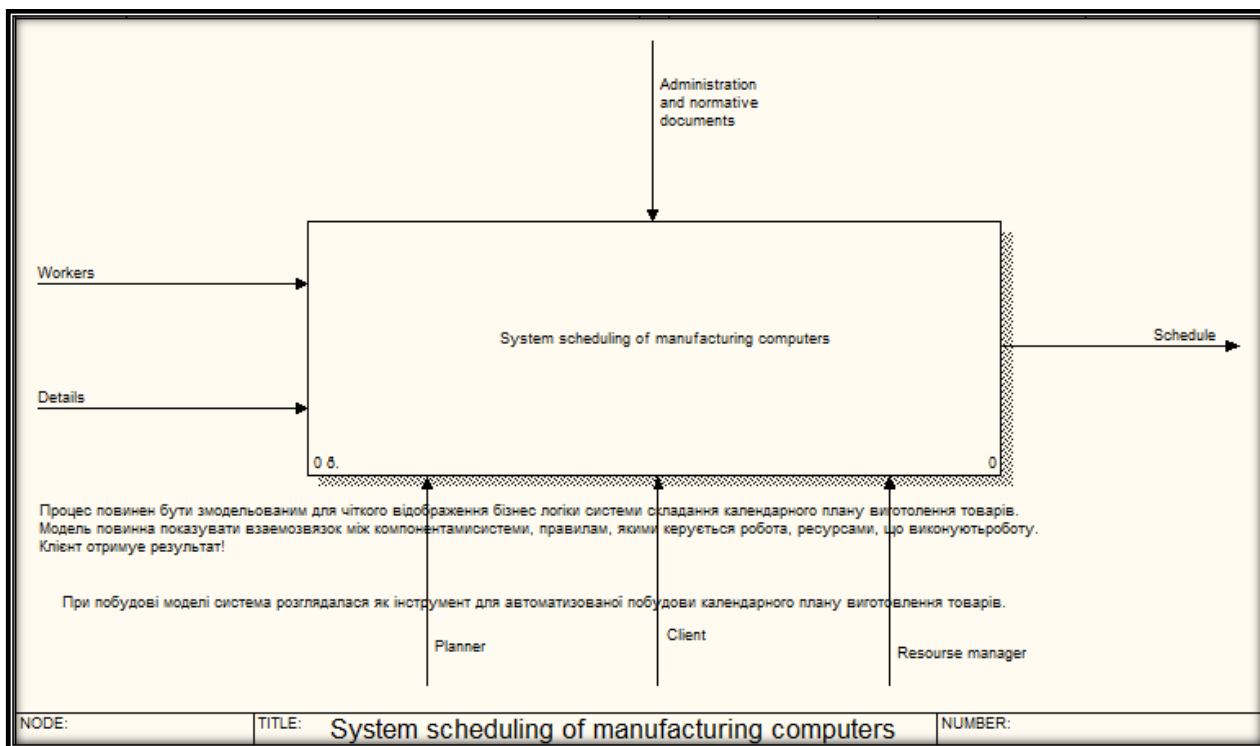 Administration
and normative
documents
Workers
System scheduling of manufacturing computers
Schedule
Details
0 б.
0
Процес повинен бути змодельованим для чіткого відображення бізнес логіки системи складання календарного плану виготолення товарів.
Модель повинна показувати взаємозвязок між компонентамисистеми, правилам, якими керується робота, ресурсами, що виконуютьроботу.
Клієнт отримує результат!
При побудові моделі система розглядалася як інструмент для автоматизованої побудови календарного плану виготовлення товарів.
Planner
Client
Resourse manager
NODE:
TITLE:
System scheduling of manufacturing computers
NUMBER: